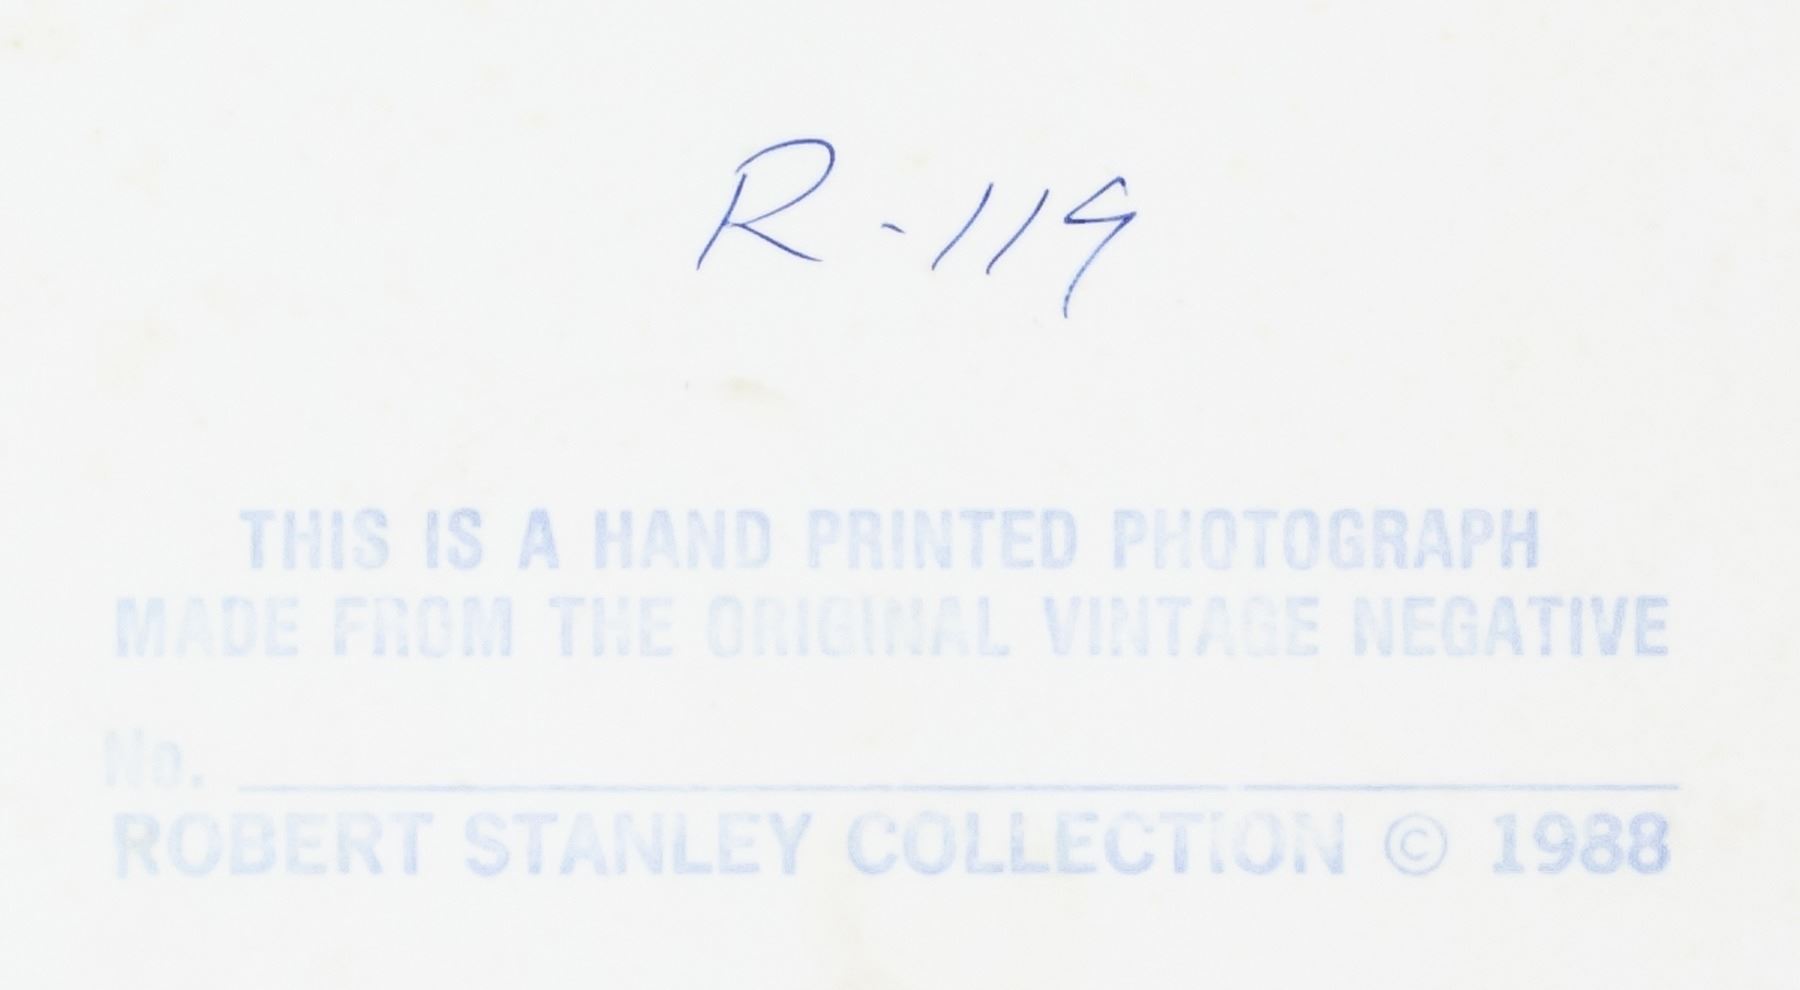 R-119
THIS IS A HAND PRINTED PHOTOGRAPH
MADE FROM THE ORIGINAL VINTAGE NEGATIVE
No.
ROBERT STANLEY COLLECTION © 1988